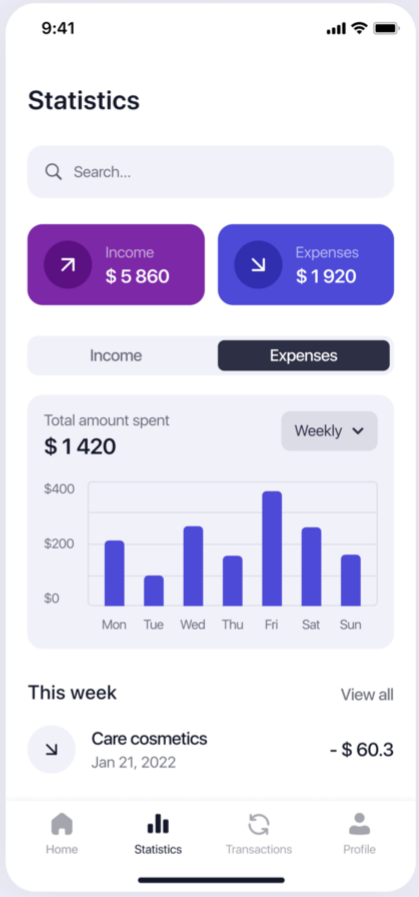 9:41
Statistics
Search...
Income
$ 5 860
Expenses
$ 1 920
Income
Expenses
Total amount spent
$ 1 420
Weekly
$400
$200
$0
Mon Tue Wed Thu Fri Sat Sun
This week
View all
Care cosmetics
Jan 21, 2022
- $ 60.3
Home
Statistics
Transactions
Profile